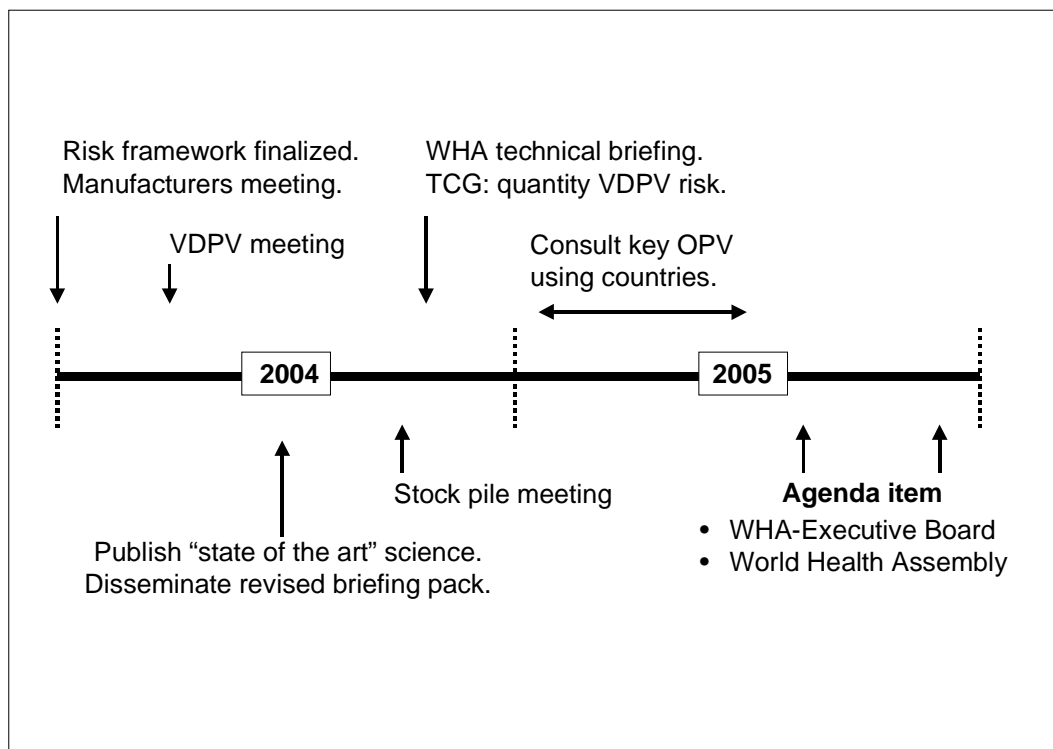 Risk framework finalized.
Manufacturers meeting.
WHA technical briefing.
TCG: quantity VDPV risk.
VDPV meeting
Consult key OPV
using countries.
2004
2005
Stock pile meeting
Publish “state of the art” science.
Disseminate revised briefing pack.
Agenda item
• WHA-Executive Board
• World Health Assembly